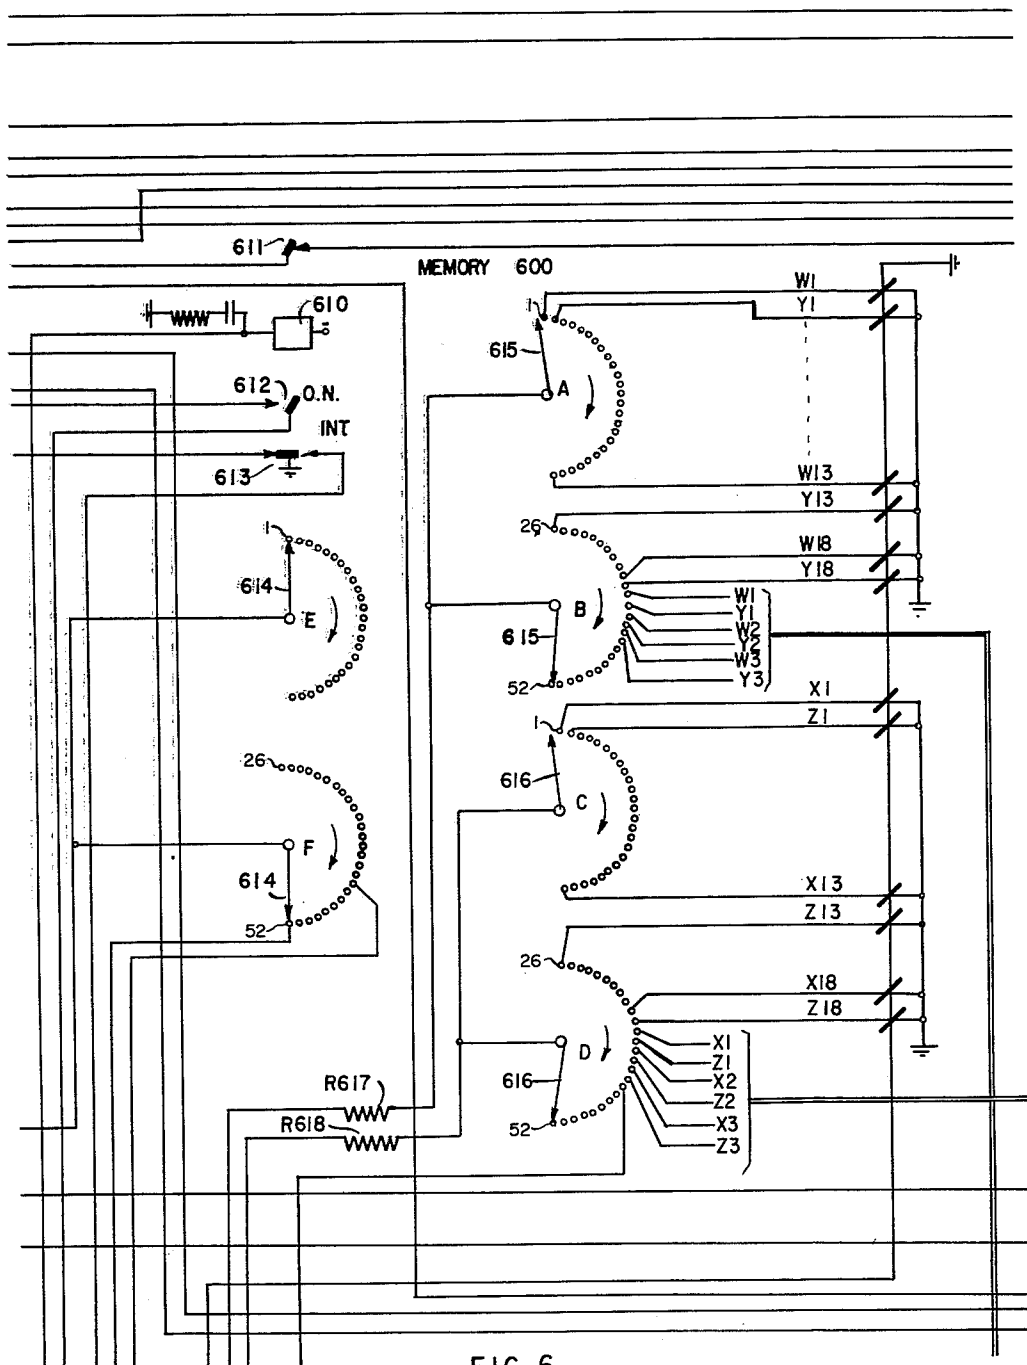 611
MEMORY 600
610
612
O.N.
INT.
613
1
615
A
W1
Y1
W13
Y13
26
W18
Y18
B
615
W1
Y1
W2
Y2
W3
Y3
52
1
614
E
X1
Z1
1
616
C
26
F
614
52
X13
Z13
26
X18
Z18
D
616
X1
Z1
X2
Z2
X3
Z3
52
R617
R618
FIG 6